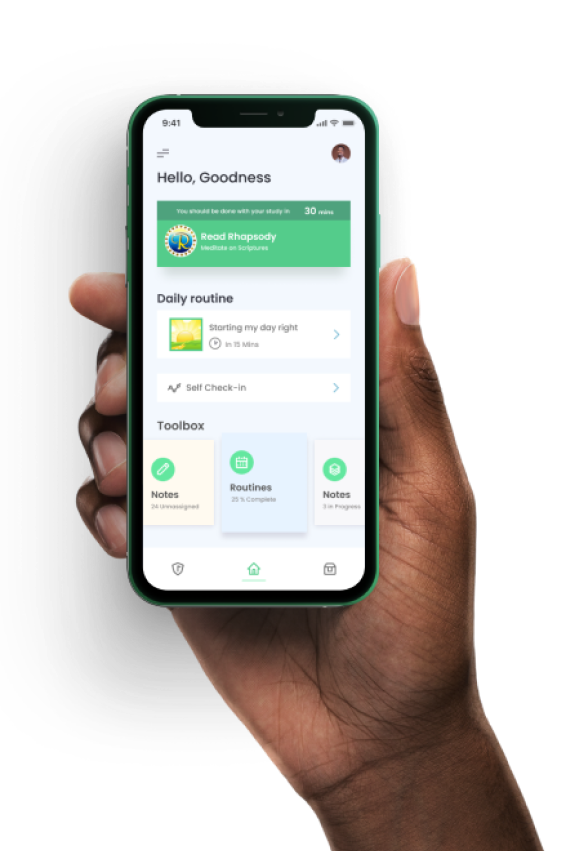 9:41
Hello, Goodness
You should be done with your study in 30 mins
R
Read Rhapsody
Meditate on Scriptures
Daily routine
Starting my day right
In 15 Mins
Self Check-in
Toolbox
Notes
24 Unnassigned
Routines
25 % Complete
Notes
3 in Progress